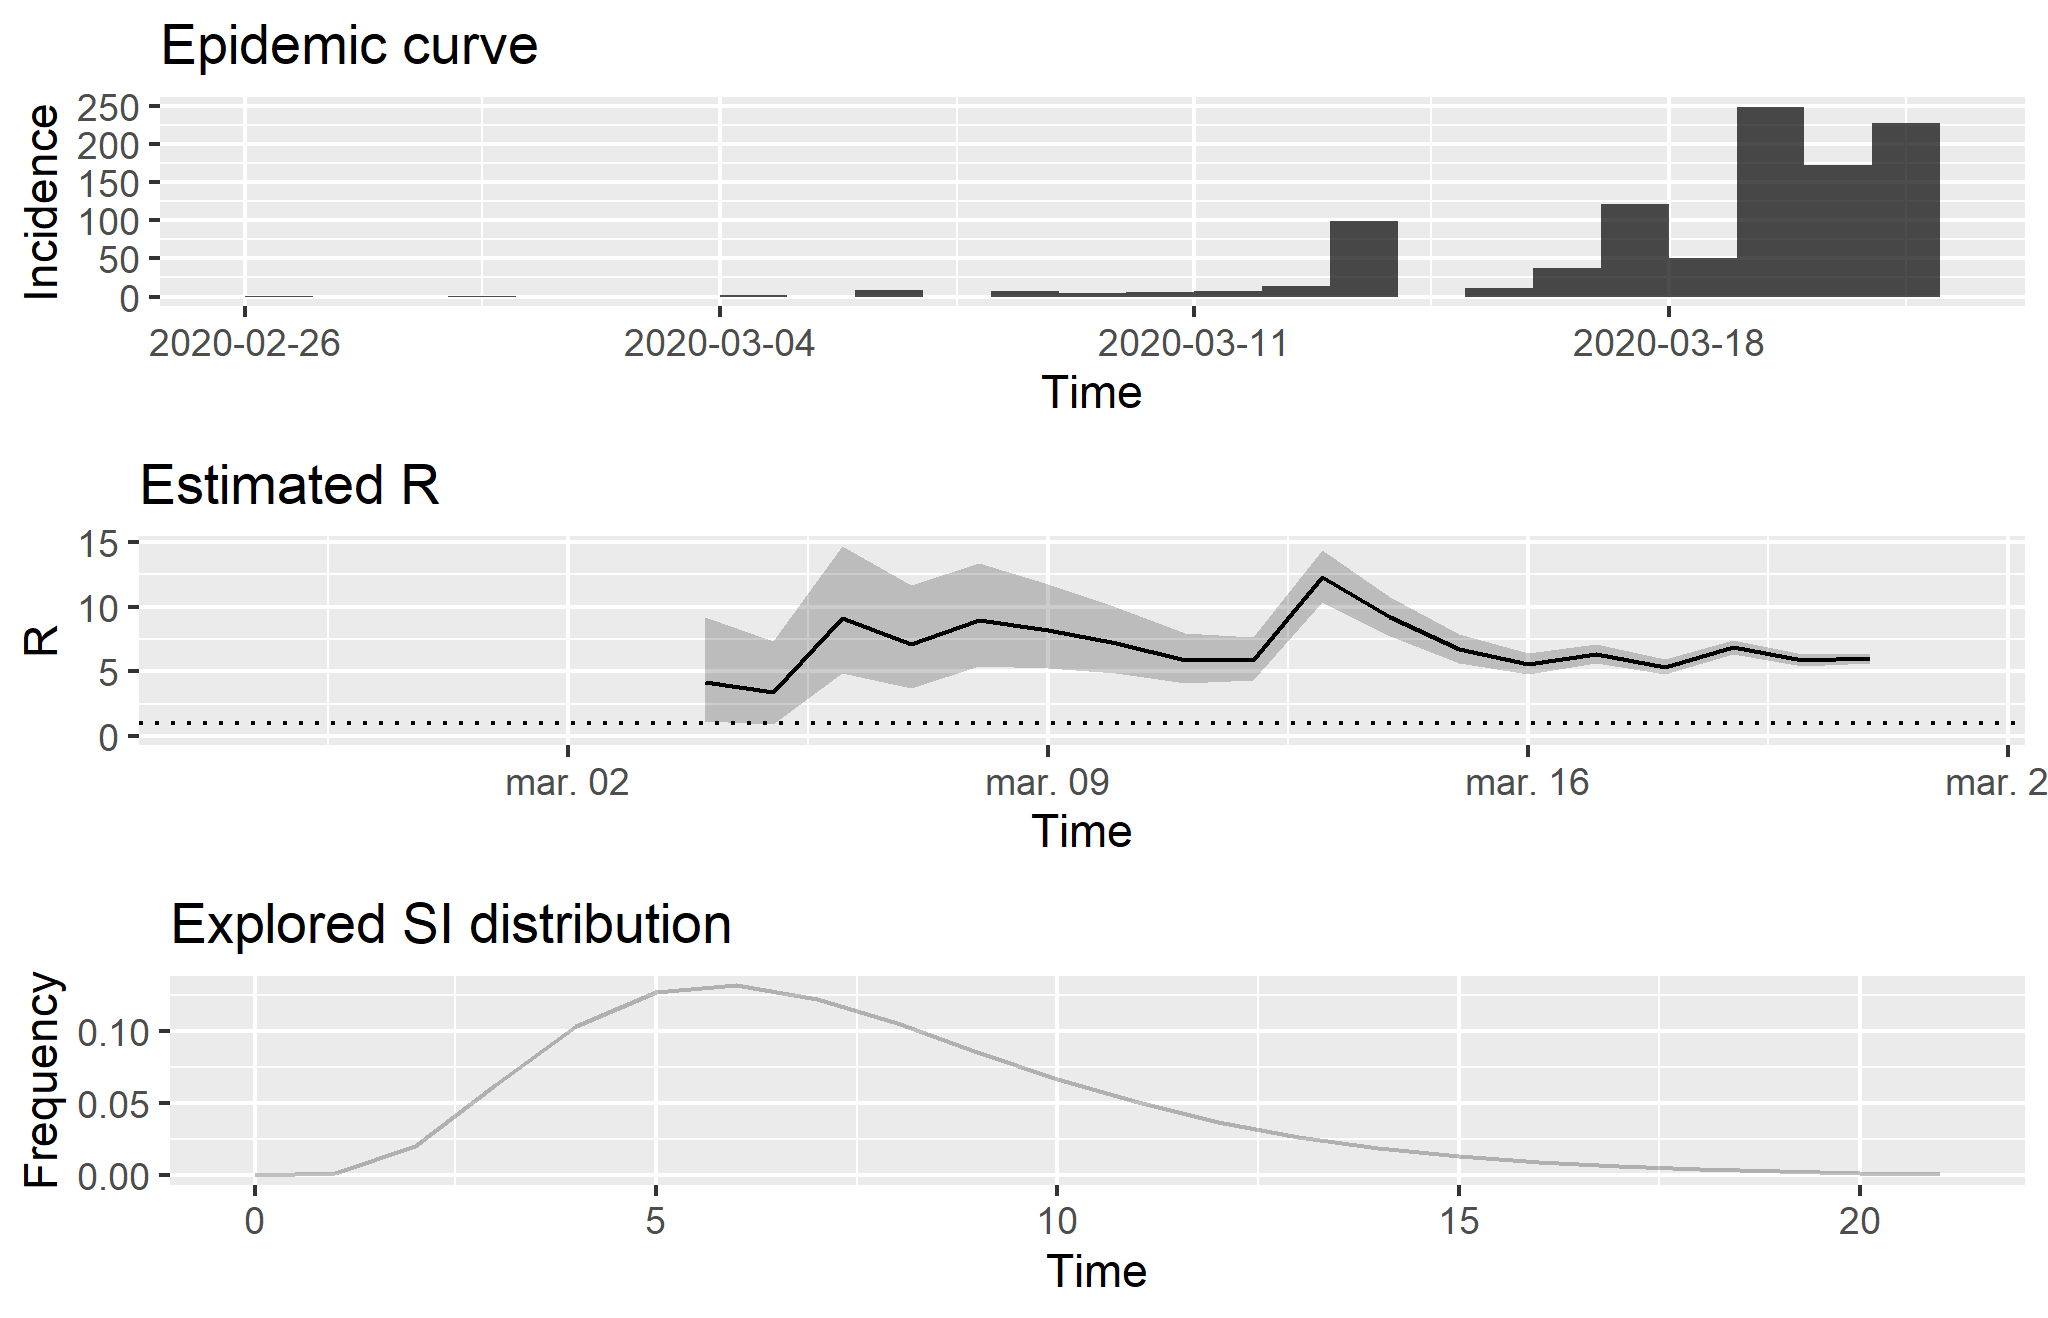 Epidemic curve
Incidence
250
200
150
100
50
0
2020-02-26 2020-03-04 2020-03-11 2020-03-18
Time
Estimated R
R
15
10
5
0
mar. 02 mar. 09 mar. 16 mar. 2
Time
Explored SI distribution
Frequency
0.10
0.05
0.00
0 5 10 15 20
Time